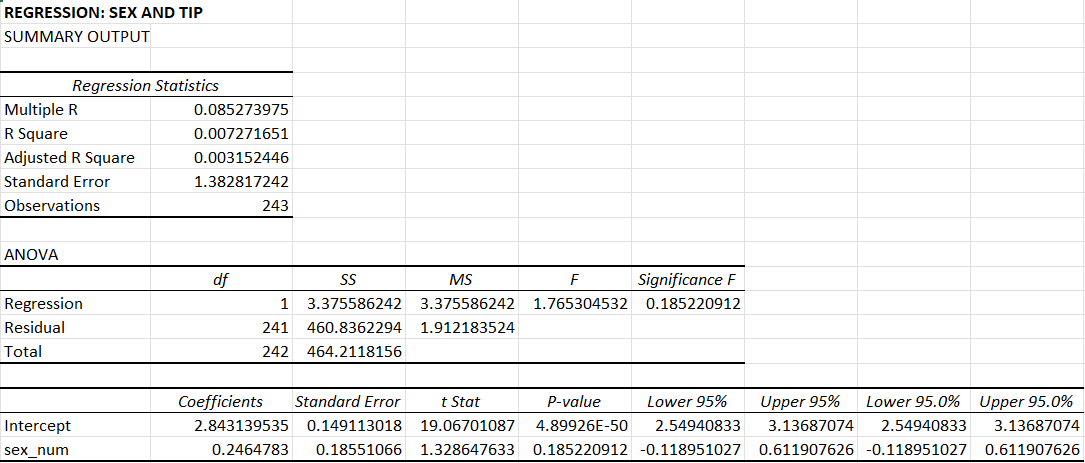 REGRESSION: SEX AND TIP
SUMMARY OUTPUT
Regression Statistics
Multiple R 0.085273975
R Square 0.007271651
Adjusted R Square 0.003152446
Standard Error 1.382817242
Observations 243
ANOVA
df SS MS F Significance F
Regression 1 3.375586242 3.375586242 1.765304532 0.185220912
Residual 241 460.8362294 1.912183524
Total 242 464.2118156
Coefficients Standard Error t Stat P-value Lower 95% Upper 95% Lower 95.0% Upper 95.0%
Intercept 2.843139535 0.149113018 19.06701087 4.89926E-50 2.54940833 3.13687074 2.54940833 3.13687074
sex_num 0.2464783 0.18551066 1.328647633 0.185220912 -0.118951027 0.611907626 -0.118951027 0.611907626